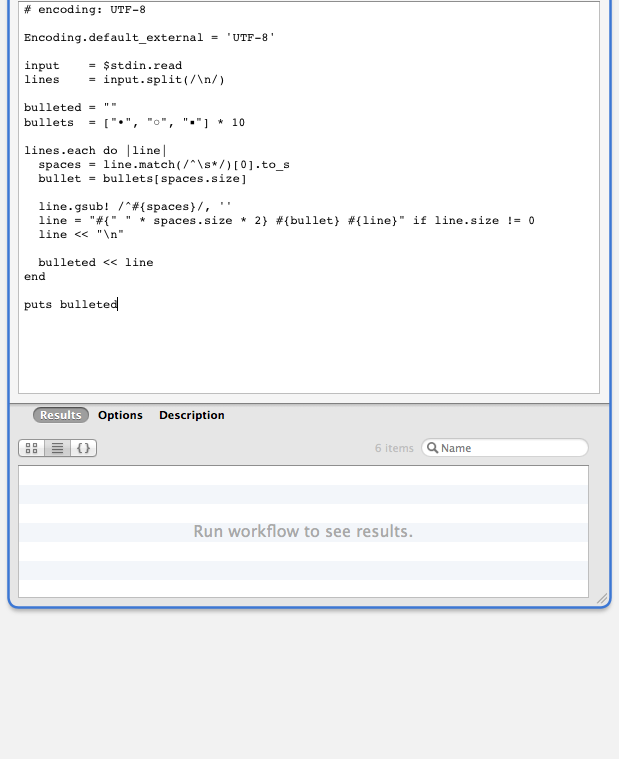 # encoding: UTF-8
Encoding.default_external = 'UTF-8'
input    = $stdin.read
lines    = input.split(/\n/)
bulleted = ""
bullets  = ["•", "○", "▪"] * 10
lines.each do |line|
  spaces = line.match(/^\s*/)[0].to_s
  bullet = bullets[spaces.size]
  line.gsub! /^#{spaces}/, ''
  line = "#{" " * spaces.size * 2} #{bullet} #{line}" if line.size != 0
  line << "\n"
  bulleted << line
end
puts bulleted
Results Options Description
{} 6 items Name
Run workflow to see results.